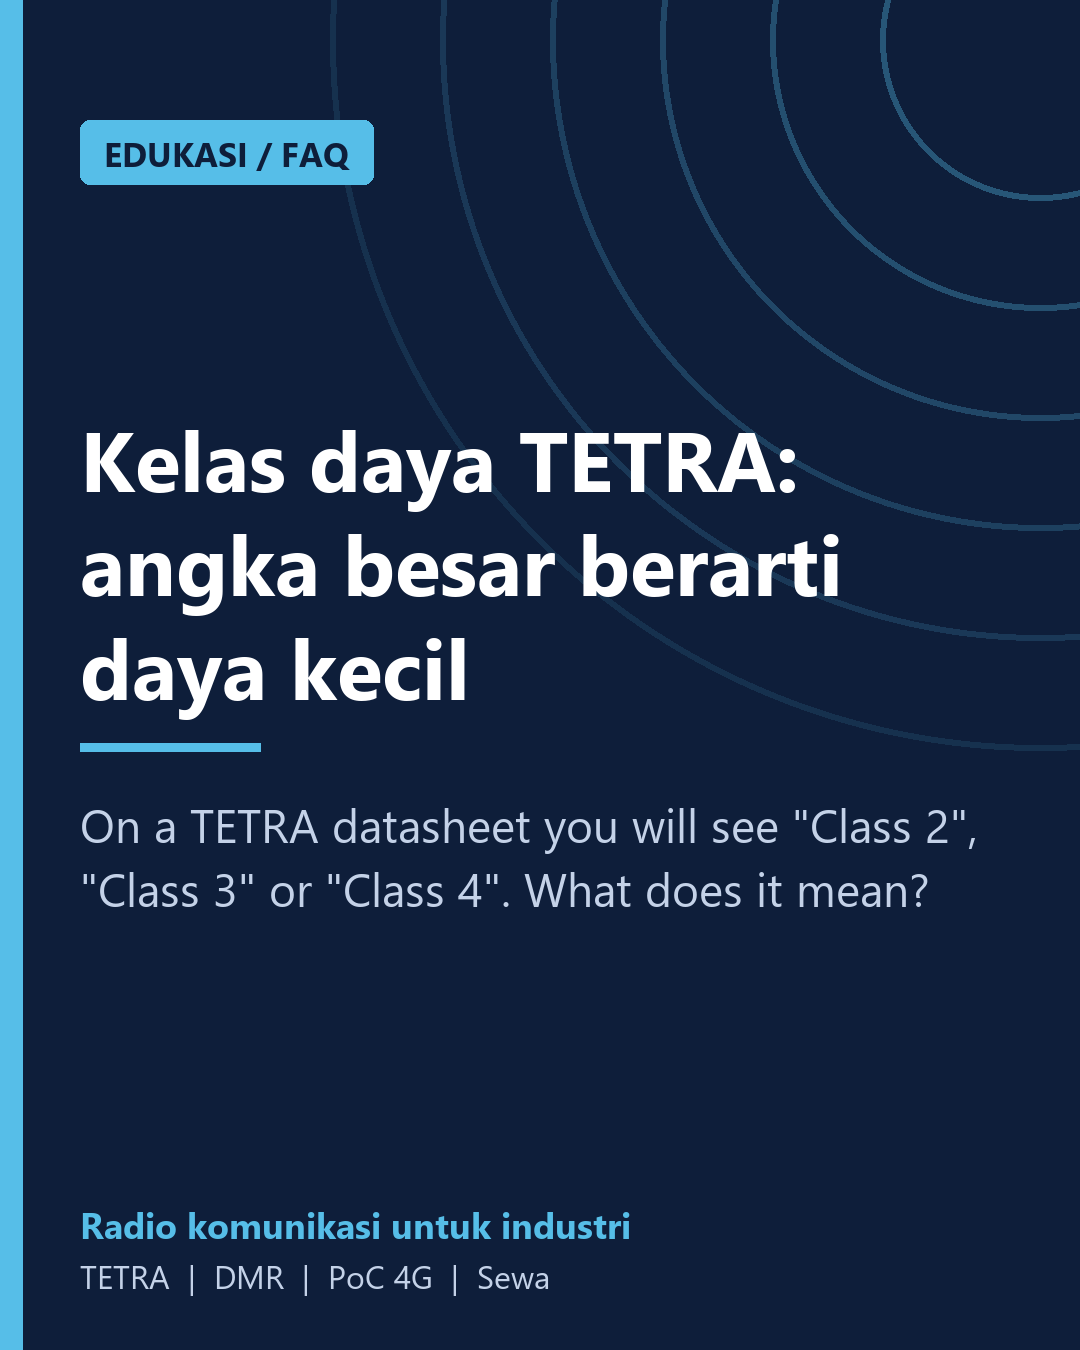 EDUKASI / FAQ
Kelas daya TETRA:
angka besar berarti
daya kecil
On a TETRA datasheet you will see "Class 2",
"Class 3" or "Class 4". What does it mean?
Radio komunikasi untuk industri
TETRA | DMR | PoC 4G | Sewa